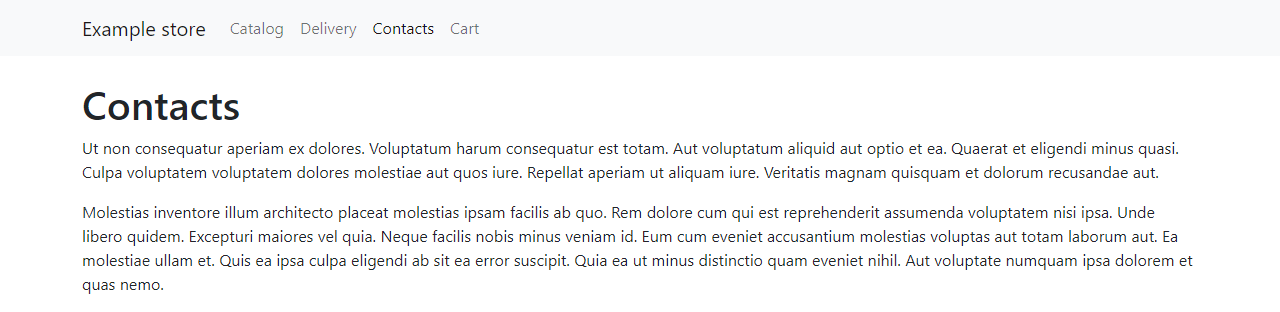 Example store Catalog Delivery Contacts Cart
Contacts
Ut non consequatur aperiam ex dolores. Voluptatum harum consequatur est totam. Aut voluptatum aliquid aut optio et ea. Quaerat et eligendi minus quasi.
Culpa voluptatem voluptatem dolores molestiae aut quos iure. Repellat aperiam ut aliquam iure. Veritatis magnam quisquam et dolorum recusandae aut.
Molestias inventore illum architecto placeat molestias ipsam facilis ab quo. Rem dolore cum qui est reprehenderit assumenda voluptatem nisi ipsa. Unde
libero quidem. Excepturi maiores vel quia. Neque facilis nobis minus veniam id. Eum cum eveniet accusantium molestias voluptas aut totam laborum aut. Ea
molestiae ullam et. Quis ea ipsa culpa eligendi ab sit ea error suscipit. Quia ea ut minus distinctio quam eveniet nihil. Aut voluptate numquam ipsa dolorem et
quas nemo.